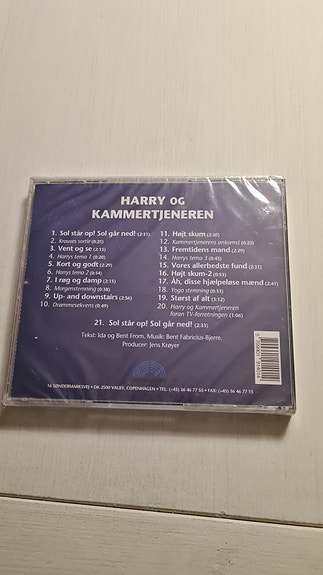 HARRY OG
KAMMERTJENEREN
1. Sol står op! Sol går ned! (2:11)
2. Krauses sortie (0:25)
3. Vent og se (2:15)
4. Harrys tema 1 (0:20)
5. Kort og godt (2:29)
6. Harrys tema 2 (0:54)
7. I røg og damp (2:15)
8. Morgenstemning (0:38)
9. Up- and downstairs (2:56)
10. Drømmesekvens (0:49)
11. Højt skum (2:50)
12. Kammertjenerens ankomst (0:23)
13. Fremtidens mand (2:29)
14. Harrys tema 3 (0:43)
15. Vores allerbedste fund (2:31)
16. Højt skum-2 (0:53)
17. Åh, disse hjælpeløse mænd (2:41)
18. Yoga stemning (0:51)
19. Størst af alt (3:12)
20. Harry og Kammertjeneren
foran TV-forretningen (1:06)
21. Sol står op! Sol går ned! (2:33)
Tekst: Ida og Bent From. Musik: Bent Fabricius-Bjerre.
Producer: Jens Krøyer
16 SØNDERMARKSVEJ • DK-2500 VALBY, COPENHAGEN • TEL: (+45) 36 46 77 55 • FAX: (+45) 36 46 77 15